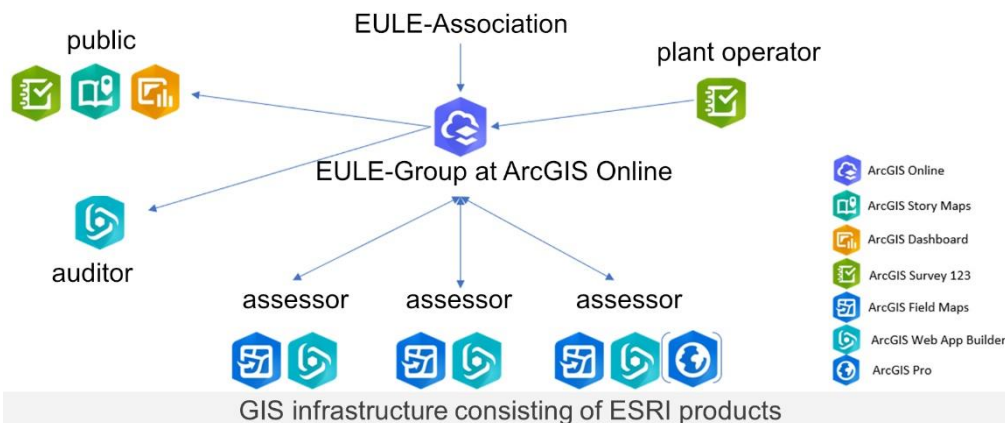 EULE-Association
public
plant operator
EULE-Group at ArcGIS Online
auditor
assessor
assessor
assessor
ArcGIS Online
ArcGIS Story Maps
ArcGIS Dashboard
ArcGIS Survey 123
ArcGIS Field Maps
ArcGIS Web App Builder
ArcGIS Pro
GIS infrastructure consisting of ESRI products